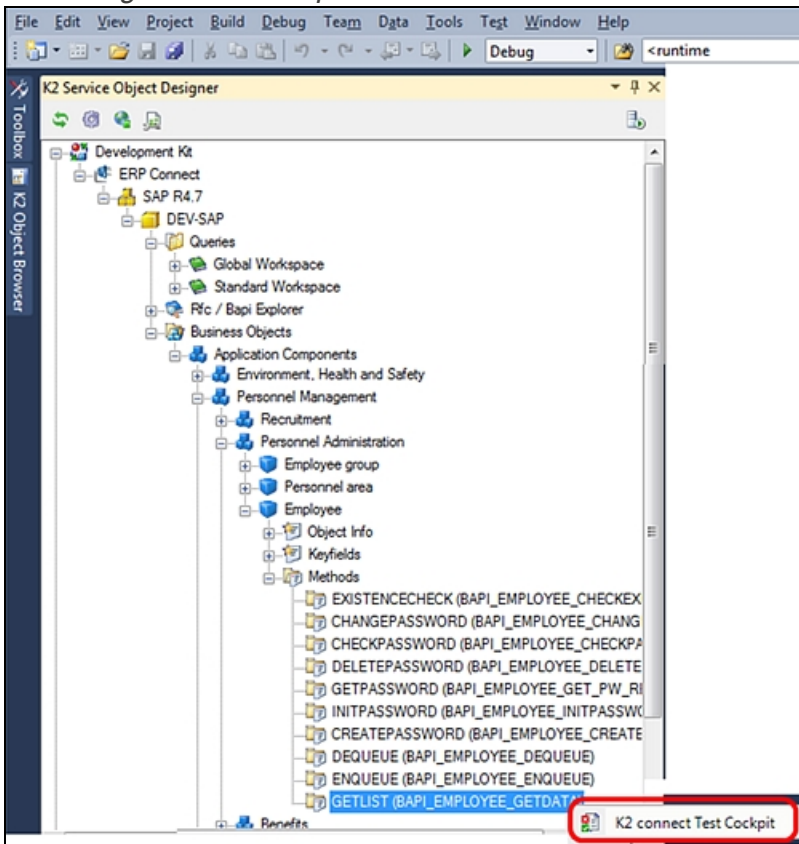 File Edit View Project Build Debug Team Data Tools Test Window Help
Debug <runtime
K2 Service Object Designer
Toolbox
K2 Object Browser
Development Kit
ERP Connect
SAP R4.7
DEV-SAP
Queries
Global Workspace
Standard Workspace
Rfc / Bapi Explorer
Business Objects
Application Components
Environment, Health and Safety
Personnel Management
Recruitment
Personnel Administration
Employee group
Personnel area
Employee
Object Info
Keyfields
Methods
EXISTENCECHECK (BAPI_EMPLOYEE_CHECKEX
CHANGEPASSWORD (BAPI_EMPLOYEE_CHANG
CHECKPASSWORD (BAPI_EMPLOYEE_CHECKPA
DELETEPASSWORD (BAPI_EMPLOYEE_DELETE
GETPASSWORD (BAPI_EMPLOYEE_GET_PW_RI
INITPASSWORD (BAPI_EMPLOYEE_INITPASSW
CREATEPASSWORD (BAPI_EMPLOYEE_CREATE
DEQUEUE (BAPI_EMPLOYEE_DEQUEUE)
ENQUEUE (BAPI_EMPLOYEE_ENQUEUE)
GETLIST (BAPI_EMPLOYEE_GETDATA)
Benefits
K2 connect Test Cockpit